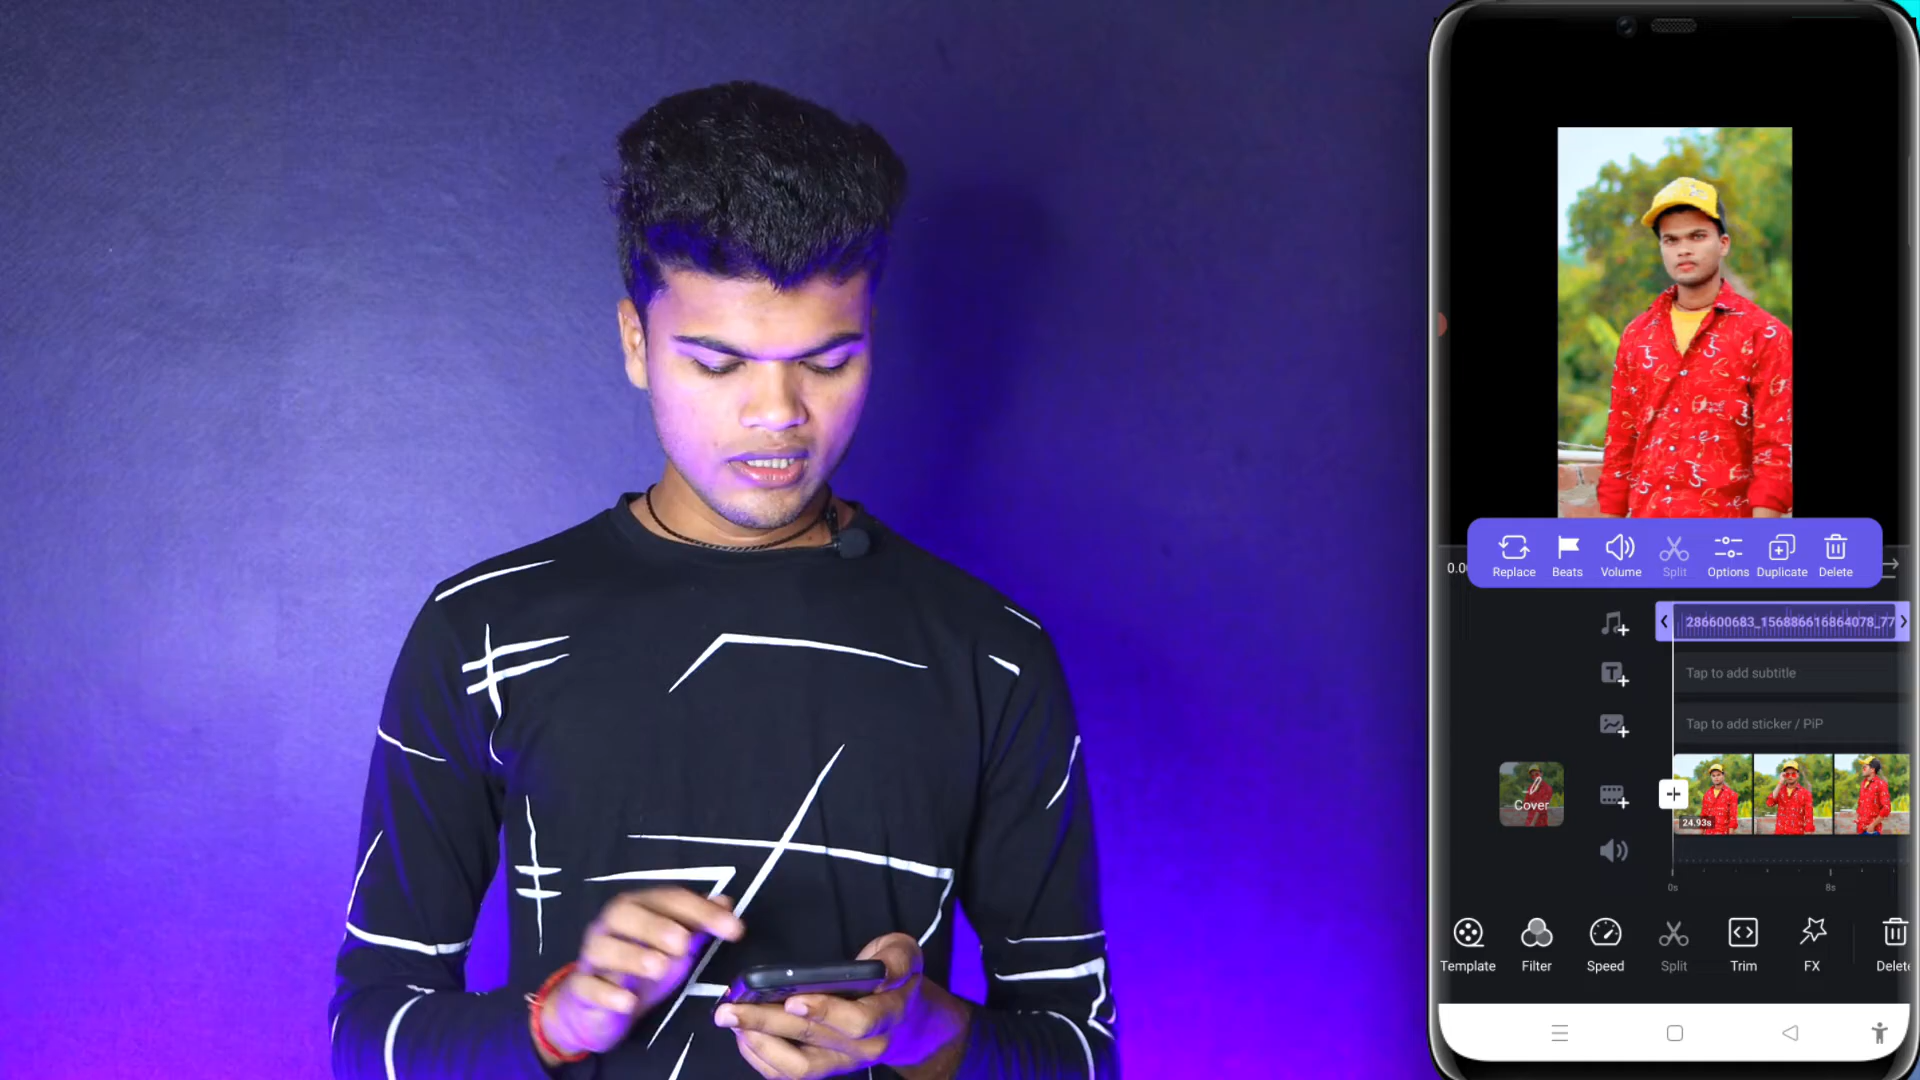 0.0
Replace Beats Volume Split Options Duplicate Delete
286600683_156886616864078_77
Tap to add subtitle
Tap to add sticker / PiP
Cover
24.93s
0s 8s
Template Filter Speed Split Trim FX Delete